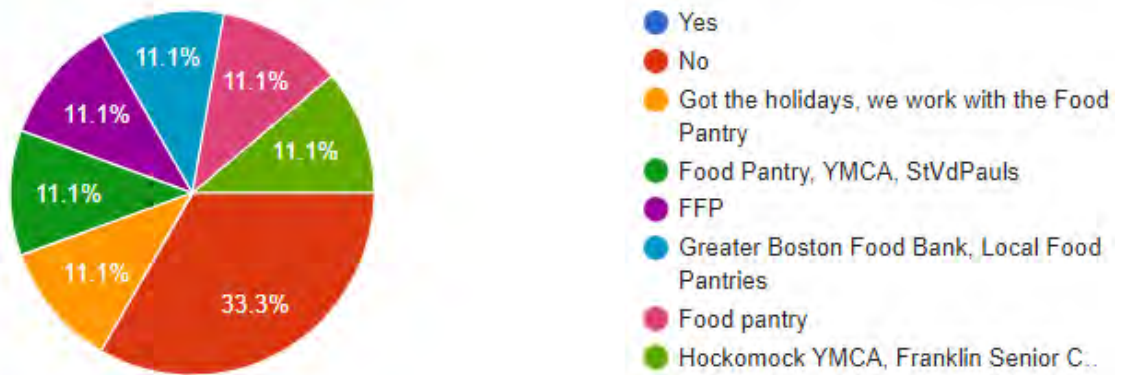 11.1%
11.1%
11.1%
11.1%
11.1%
11.1%
33.3%
Yes
No
Got the holidays, we work with the Food
Pantry
Food Pantry, YMCA, StVdPauls
FFP
Greater Boston Food Bank, Local Food
Pantries
Food pantry
Hockomock YMCA, Franklin Senior C..